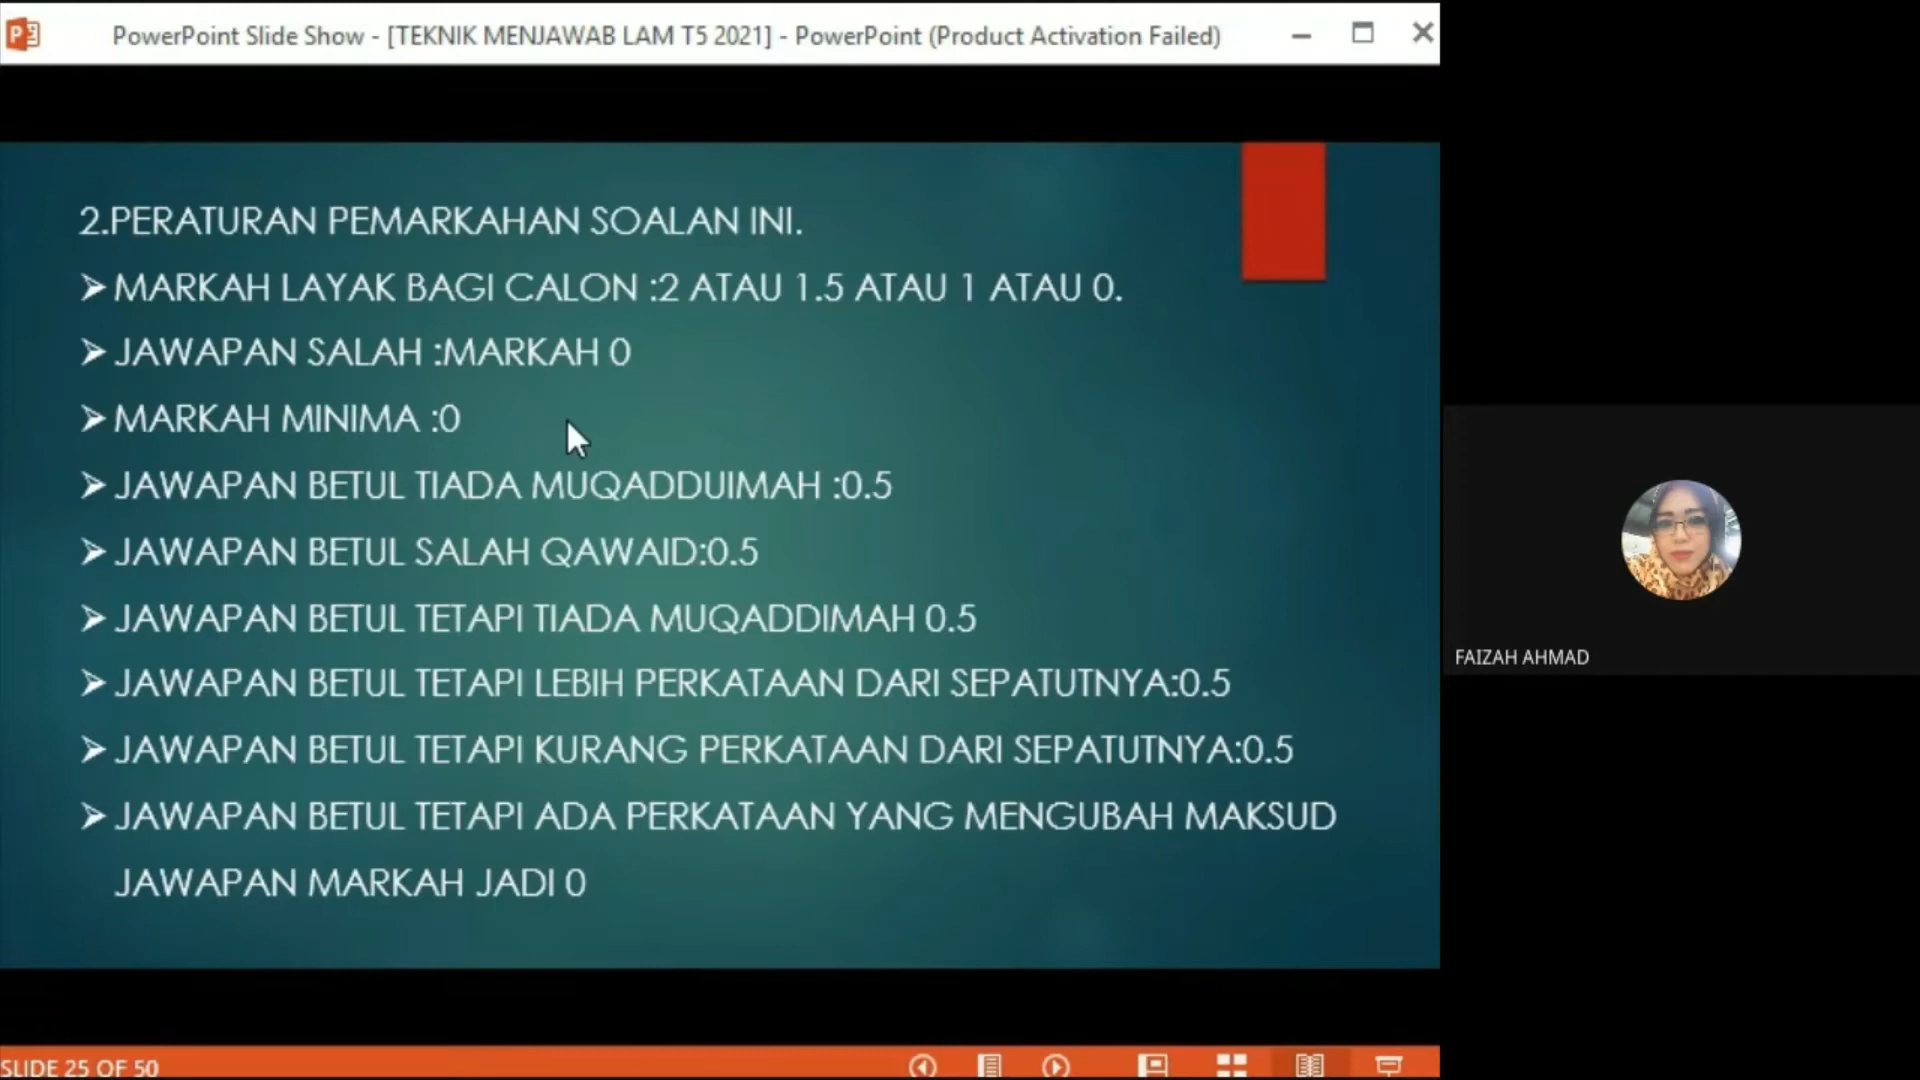 PowerPoint Slide Show - [TEKNIK MENJAWAB LAM T5 2021] - PowerPoint (Product Activation Failed)
2.PERATURAN PEMARKAHAN SOALAN INI.
➤ MARKAH LAYAK BAGI CALON :2 ATAU 1.5 ATAU 1 ATAU 0.
➤ JAWAPAN SALAH :MARKAH 0
➤ MARKAH MINIMA :0
➤ JAWAPAN BETUL TIADA MUQADDUIMAH :0.5
➤ JAWAPAN BETUL SALAH QAWAID:0.5
➤ JAWAPAN BETUL TETAPI TIADA MUQADDIMAH 0.5
➤ JAWAPAN BETUL TETAPI LEBIH PERKATAAN DARI SEPATUTNYA:0.5
➤ JAWAPAN BETUL TETAPI KURANG PERKATAAN DARI SEPATUTNYA:0.5
➤ JAWAPAN BETUL TETAPI ADA PERKATAAN YANG MENGUBAH MAKSUD
JAWAPAN MARKAH JADI 0
FAIZAH AHMAD
SLIDE 25 OF 50